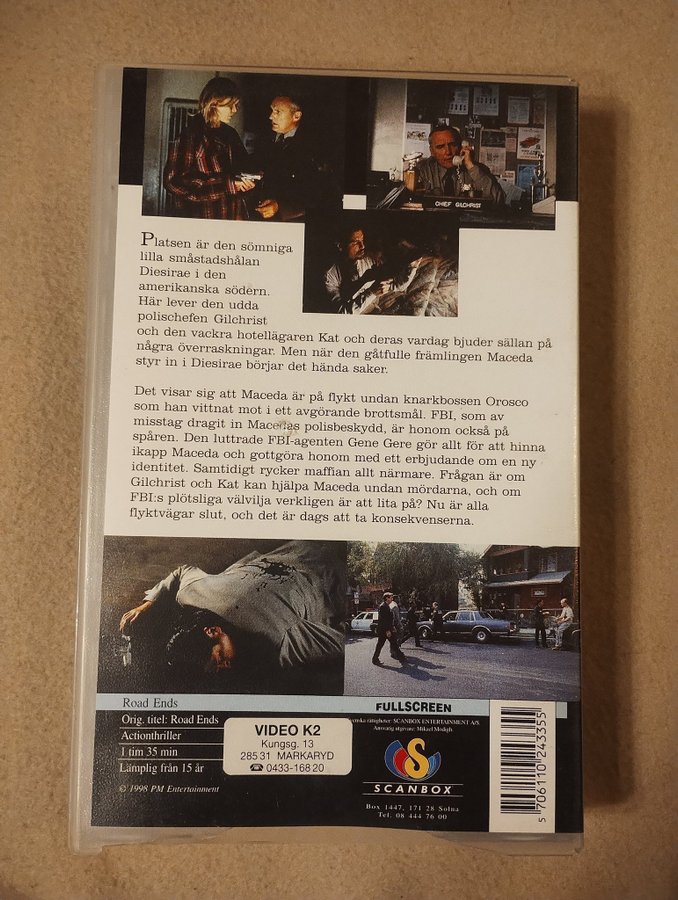 CHIEF GILCHRIST
Platsen är den sömniga
lilla småstadshålan
Diesirae i den
amerikanska södern.
Här lever den udda
polischefen Gilchrist
och den vackra hotellägaren Kat och deras vardag bjuder sällan på
några överraskningar. Men när den gåtfulle främlingen Maceda
styr in i Diesirae börjar det hända saker.
Det visar sig att Maceda är på flykt undan knarkbossen Orosco
som han vittnat mot i ett avgörande brottsmål. FBI, som av
misstag dragit in Macedas polisbeskydd, är honom också på
spåren. Den luttrade FBI-agenten Gene Gere gör allt för att hinna
ikapp Maceda och gottgöra honom med ett erbjudande om en ny
identitet. Samtidigt rycker maffian allt närmare. Frågan är om
Gilchrist och Kat kan hjälpa Maceda undan mördarna, och om
FBI:s plötsliga välvilja verkligen är att lita på? Nu är alla
flyktvägar slut, och det är dags att ta konsekvenserna.
Road Ends
Orig. titel: Road Ends
Actionthriller
1 tim 35 min
Lämplig från 15 år
© 1998 PM Entertainment
VIDEO K2
Kungsg. 13
285 31 MARKARYD
☎ 0433-168 20
FULLSCREEN
venska rättigheter: SCANBOX ENTERTAINMENT A/S.
Ansvarig utgivare: Mikael Modigh.
S
SCANBOX
Box 1447, 171 28 Solna
Tel. 08 444 76 00
5 706110 243355